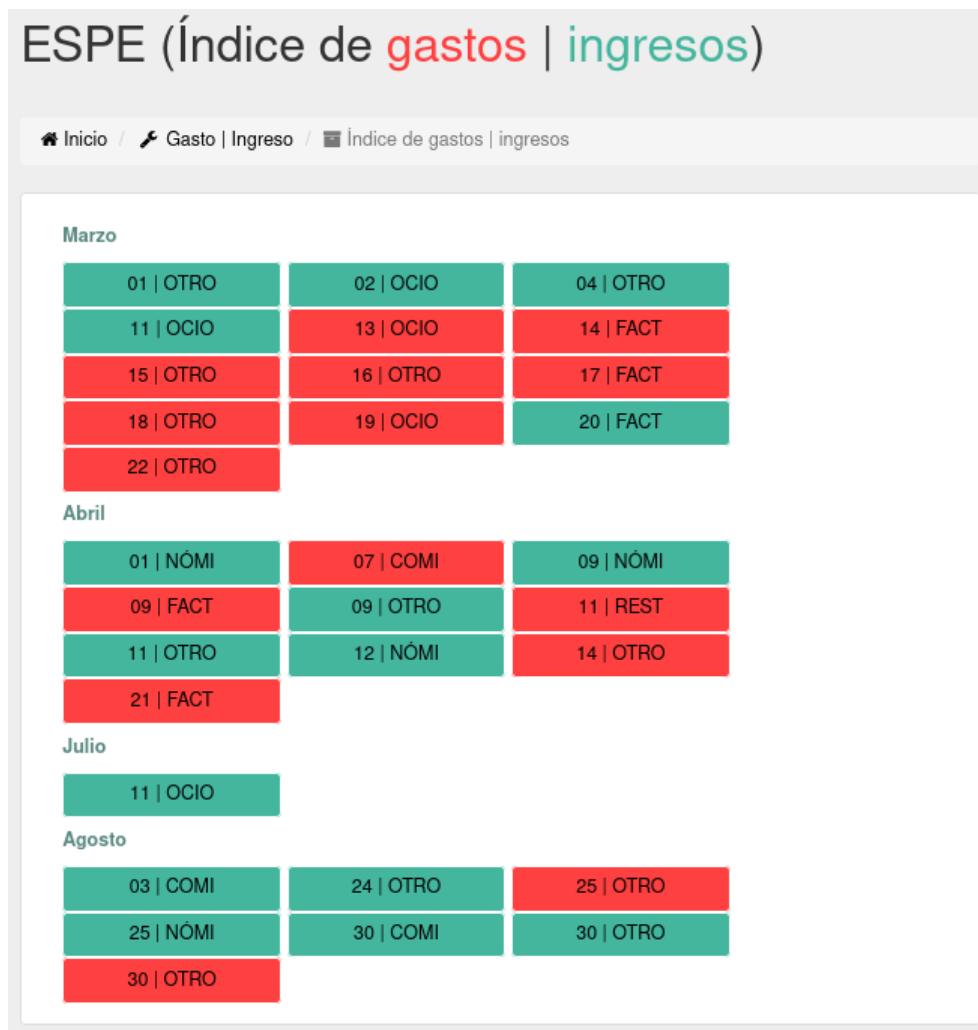 ESPE (Índice de gastos | ingresos)
Inicio / Gasto | Ingreso / Índice de gastos | ingresos
Marzo
01 | OTRO 02 | OCIO 04 | OTRO
11 | OCIO 13 | OCIO 14 | FACT
15 | OTRO 16 | OTRO 17 | FACT
18 | OTRO 19 | OCIO 20 | FACT
22 | OTRO
Abril
01 | NÓMI 07 | COMI 09 | NÓMI
09 | FACT 09 | OTRO 11 | REST
11 | OTRO 12 | NÓMI 14 | OTRO
21 | FACT
Julio
11 | OCIO
Agosto
03 | COMI 24 | OTRO 25 | OTRO
25 | NÓMI 30 | COMI 30 | OTRO
30 | OTRO